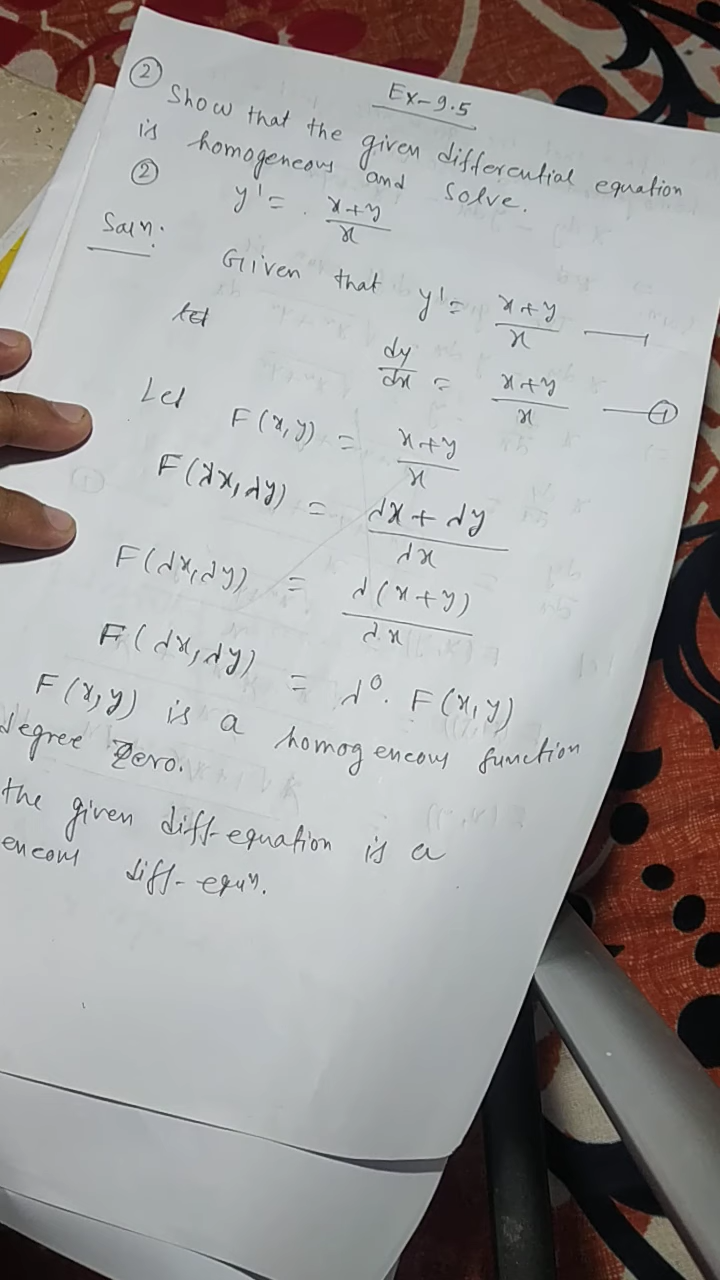 Ex-9.5
② Show that the given differential equation
is homogeneous and solve.
② y' = x+y/x
Soln.
Given that y' = x+y/x
let
dy/dx = x+y/x —①
Let F(x,y) = x+y/x
F(λx,λy) = λx+λy/λx
F(λx,λy) = λ(x+y)/λx
F(λx,λy) = λ⁰. F(x,y)
F(x,y) is a homogeneous function
degree Zero.
the given diff-equation is a
eneous diff-equn.